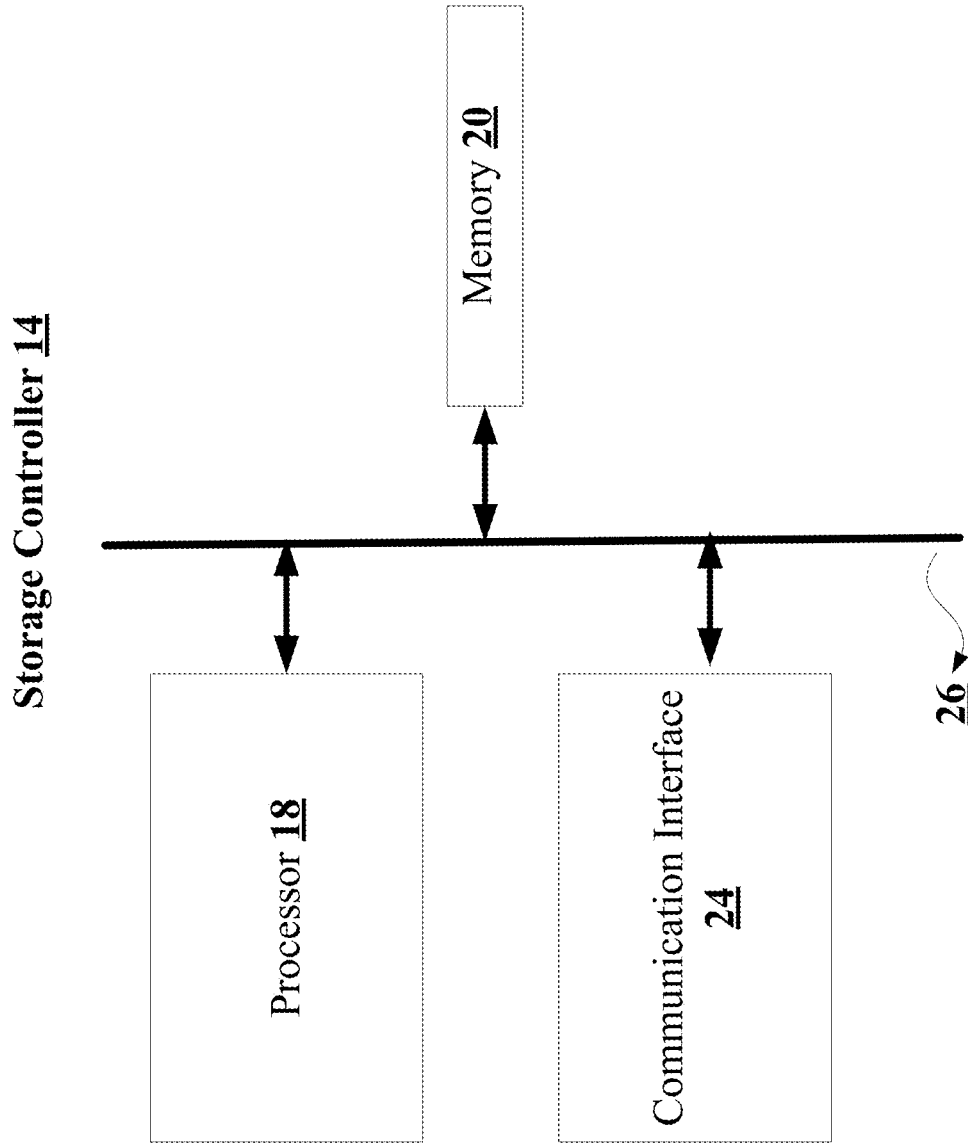 Storage Controller 14
Processor 18
Memory 20
Communication Interface
24
26